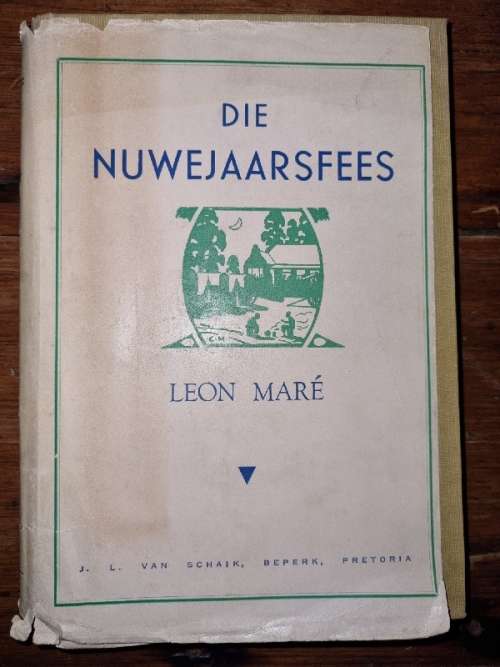 DIE
NUWEJAARSFEES
C.M
LEON MARÉ
J. L. VAN SCHAIK, BEPERK, PRETORIA